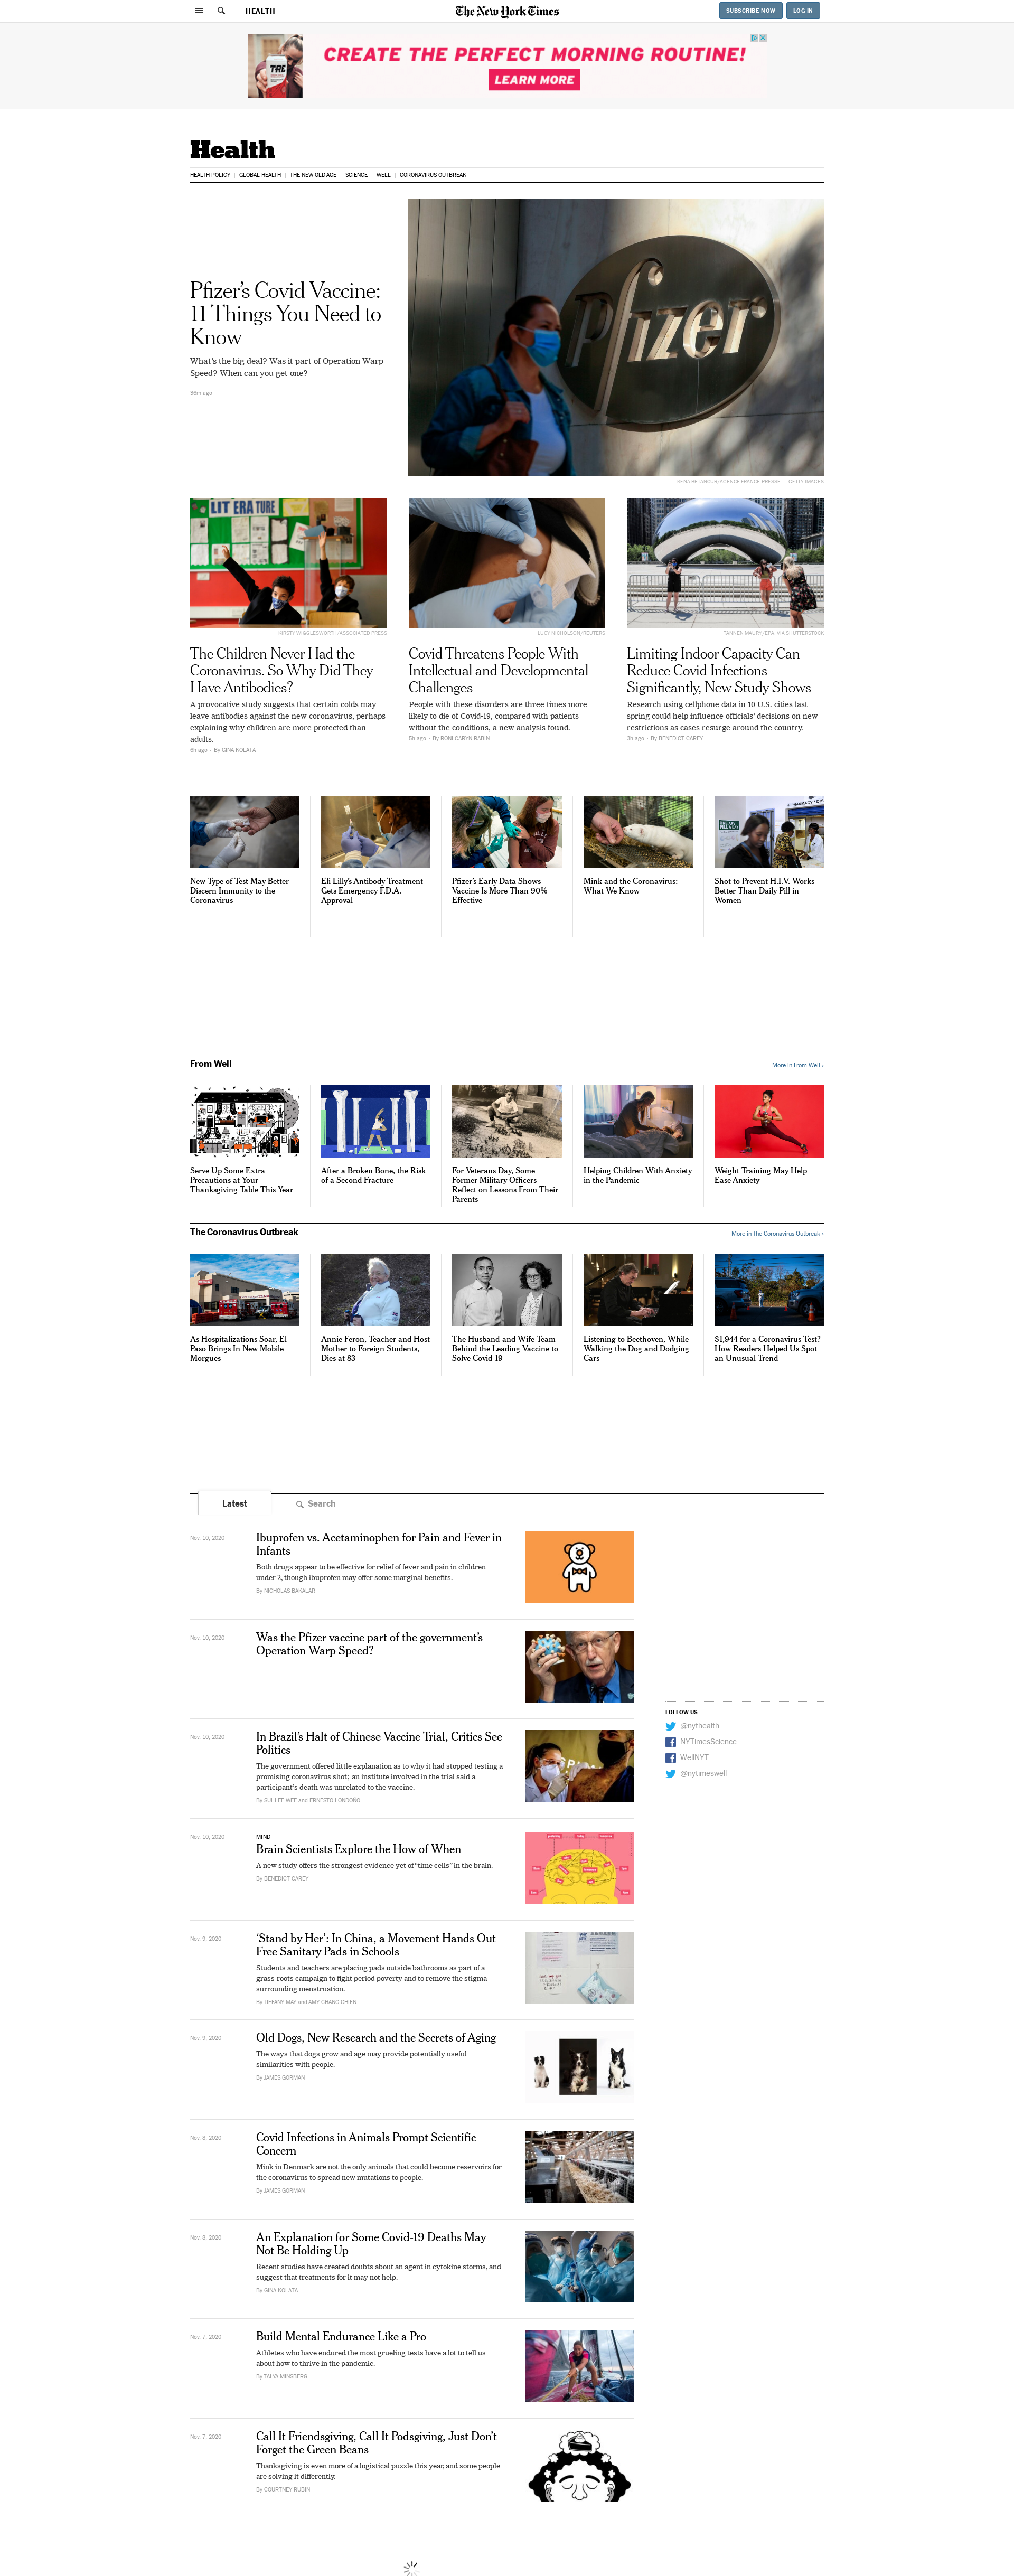 HEALTH
The New York Times
SUBSCRIBE NOW
LOG IN
CREATE THE PERFECT MORNING ROUTINE!
LEARN MORE
Health
HEALTH POLICY
GLOBAL HEALTH
THE NEW OLD AGE
SCIENCE
WELL
CORONAVIRUS OUTBREAK
Pfizer’s Covid Vaccine:
11 Things You Need to
Know
What’s the big deal? Was it part of Operation Warp
Speed? When can you get one?
36m ago
Pfizer
KENA BETANCUR/AGENCE FRANCE-PRESSE — GETTY IMAGES
LITERATURE
KIRSTY WIGGLESWORTH/ASSOCIATED PRESS
The Children Never Had the
Coronavirus. So Why Did They
Have Antibodies?
A provocative study suggests that certain colds may
leave antibodies against the new coronavirus, perhaps
explaining why children are more protected than
adults.
6h ago • By GINA KOLATA
LUCY NICHOLSON/REUTERS
Covid Threatens People With
Intellectual and Developmental
Challenges
People with these disorders are three times more
likely to die of Covid-19, compared with patients
without the conditions, a new analysis found.
5h ago • By RONI CARYN RABIN
TANNEN MAURY/EPA, VIA SHUTTERSTOCK
Limiting Indoor Capacity Can
Reduce Covid Infections
Significantly, New Study Shows
Research using cellphone data in 10 U.S. cities last
spring could help influence officials’ decisions on new
restrictions as cases resurge around the country.
3h ago • By BENEDICT CAREY
New Type of Test May Better
Discern Immunity to the
Coronavirus
Eli Lilly’s Antibody Treatment
Gets Emergency F.D.A.
Approval
Pfizer’s Early Data Shows
Vaccine Is More Than 90%
Effective
Mink and the Coronavirus:
What We Know
Shot to Prevent H.I.V. Works
Better Than Daily Pill in
Women
From Well
More in From Well »
Serve Up Some Extra
Precautions at Your
Thanksgiving Table This Year
After a Broken Bone, the Risk
of a Second Fracture
For Veterans Day, Some
Former Military Officers
Reflect on Lessons From Their
Parents
Helping Children With Anxiety
in the Pandemic
Weight Training May Help
Ease Anxiety
The Coronavirus Outbreak
More in The Coronavirus Outbreak »
As Hospitalizations Soar, El
Paso Brings In New Mobile
Morgues
Annie Feron, Teacher and Host
Mother to Foreign Students,
Dies at 83
The Husband-and-Wife Team
Behind the Leading Vaccine to
Solve Covid-19
Listening to Beethoven, While
Walking the Dog and Dodging
Cars
$1,944 for a Coronavirus Test?
How Readers Helped Us Spot
an Unusual Trend
Latest
Search
Nov. 10, 2020
Ibuprofen vs. Acetaminophen for Pain and Fever in
Infants
Both drugs appear to be effective for relief of fever and pain in children
under 2, though ibuprofen may offer some marginal benefits.
By NICHOLAS BAKALAR
Nov. 10, 2020
Was the Pfizer vaccine part of the government’s
Operation Warp Speed?
FOLLOW US
@nythealth
NYTimesScience
WellNYT
@nytimeswell
Nov. 10, 2020
In Brazil’s Halt of Chinese Vaccine Trial, Critics See
Politics
The government offered little explanation as to why it had stopped testing a
promising coronavirus shot; an institute involved in the trial said a
participant’s death was unrelated to the vaccine.
By SUI-LEE WEE and ERNESTO LONDOÑO
Nov. 10, 2020
MIND
Brain Scientists Explore the How of When
A new study offers the strongest evidence yet of “time cells” in the brain.
By BENEDICT CAREY
Nov. 9, 2020
‘Stand by Her’: In China, a Movement Hands Out
Free Sanitary Pads in Schools
Students and teachers are placing pads outside bathrooms as part of a
grass-roots campaign to fight period poverty and to remove the stigma
surrounding menstruation.
By TIFFANY MAY and AMY CHANG CHIEN
Nov. 9, 2020
Old Dogs, New Research and the Secrets of Aging
The ways that dogs grow and age may provide potentially useful
similarities with people.
By JAMES GORMAN
Nov. 8, 2020
Covid Infections in Animals Prompt Scientific
Concern
Mink in Denmark are not the only animals that could become reservoirs for
the coronavirus to spread new mutations to people.
By JAMES GORMAN
Nov. 8, 2020
An Explanation for Some Covid-19 Deaths May
Not Be Holding Up
Recent studies have created doubts about an agent in cytokine storms, and
suggest that treatments for it may not help.
By GINA KOLATA
Nov. 7, 2020
Build Mental Endurance Like a Pro
Athletes who have endured the most grueling tests have a lot to tell us
about how to thrive in the pandemic.
By TALYA MINSBERG
Nov. 7, 2020
Call It Friendsgiving, Call It Podsgiving, Just Don’t
Forget the Green Beans
Thanksgiving is even more of a logistical puzzle this year, and some people
are solving it differently.
By COURTNEY RUBIN